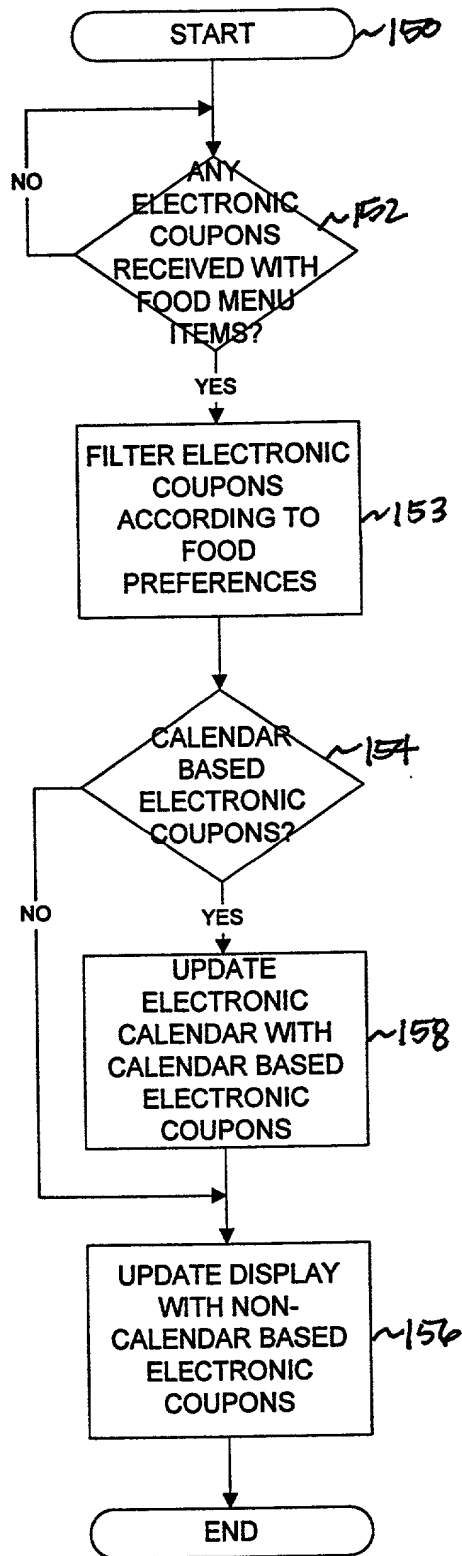 START
~150
NO
ANY
ELECTRONIC
COUPONS
RECEIVED WITH
FOOD MENU
ITEMS?
~152
YES
FILTER ELECTRONIC
COUPONS
ACCORDING TO
FOOD
PREFERENCES
~153
CALENDAR
BASED
ELECTRONIC
COUPONS?
~154
NO
YES
UPDATE
ELECTRONIC
CALENDAR WITH
CALENDAR BASED
ELECTRONIC
COUPONS
~158
UPDATE DISPLAY
WITH NON-
CALENDAR BASED
ELECTRONIC
COUPONS
~156
END